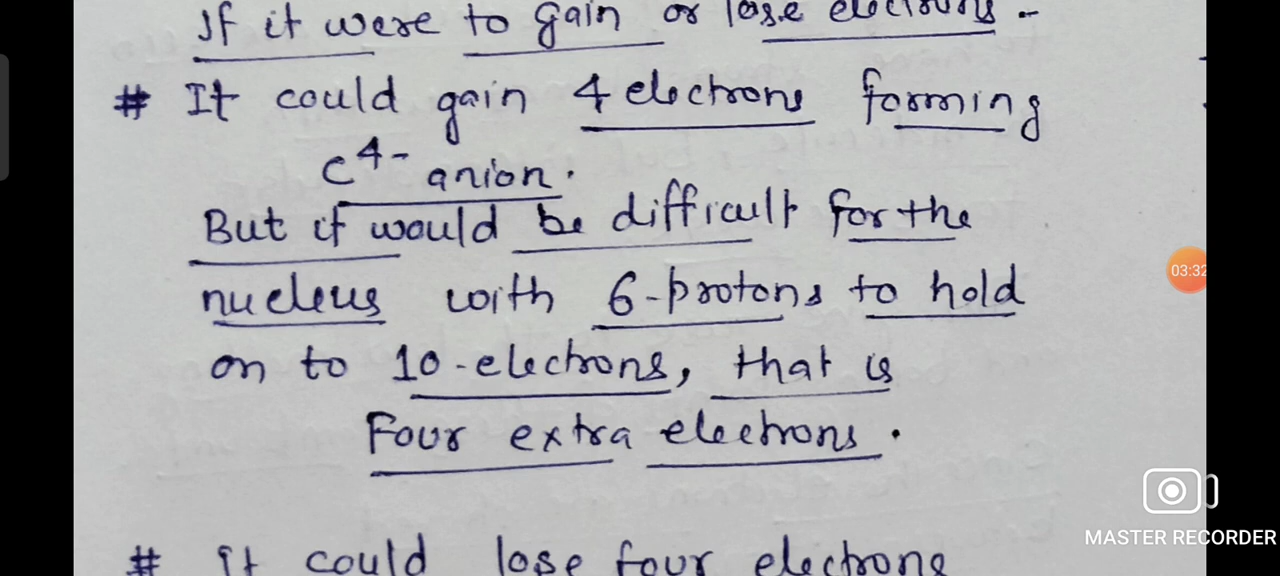 If it were to gain or lose electrons -
# It could gain 4 electrons forming
C4- anion.
But it would be difficult for the
nucleus with 6-protons to hold
on to 10-electrons, that is
Four extra electrons.
# it could lose four electrons
03:32
MASTER RECORDER